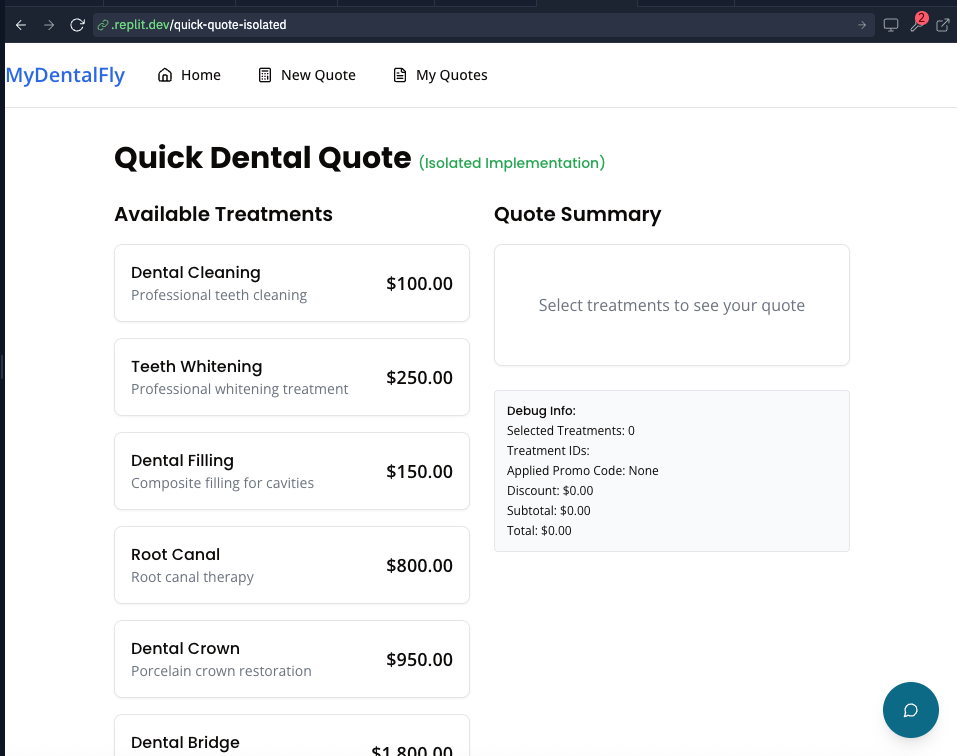 .replit.dev/quick-quote-isolated
2
MyDentalFly
Home
New Quote
My Quotes
Quick Dental Quote (Isolated Implementation)
Available Treatments
Dental Cleaning
Professional teeth cleaning
$100.00
Teeth Whitening
Professional whitening treatment
$250.00
Dental Filling
Composite filling for cavities
$150.00
Root Canal
Root canal therapy
$800.00
Dental Crown
Porcelain crown restoration
$950.00
Dental Bridge
$1,800.00
Quote Summary
Select treatments to see your quote
Debug Info:
Selected Treatments: 0
Treatment IDs:
Applied Promo Code: None
Discount: $0.00
Subtotal: $0.00
Total: $0.00